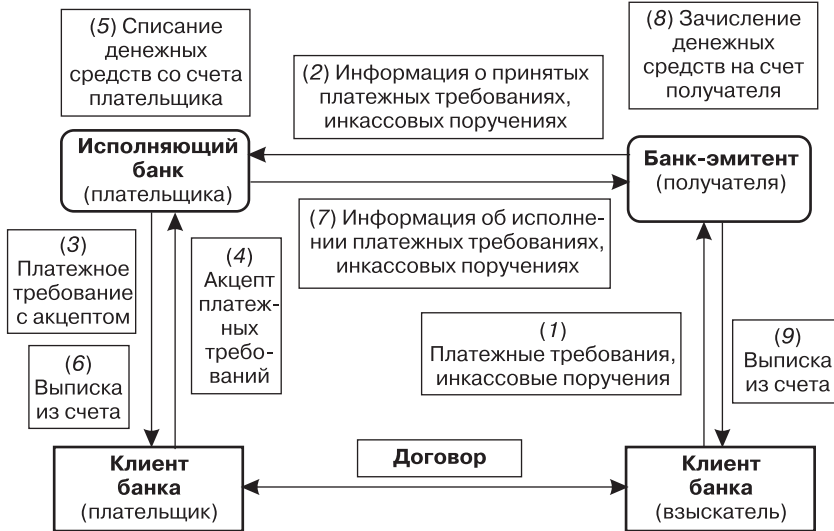 (5) Списание
денежных
средств со счета
плательщика
(2) Информация о принятых
платежных требованиях,
инкассовых поручениях
(8) Зачисление
денежных
средств на счет
получателя
Исполняющий
банк
(плательщика)
Банк-эмитент
(получателя)
(7) Информация об исполне-
нии платежных требованиях,
инкассовых поручениях
(3)
Платежное
требование
с акцептом
(4)
Акцепт
платеж-
ных
требо-
ваний
(6)
Выписка
из счета
(1)
Платежные требования,
инкассовые поручения
(9)
Выписка
из счета
Клиент
банка
(плательщик)
Договор
Клиент
банка
(взыскатель)